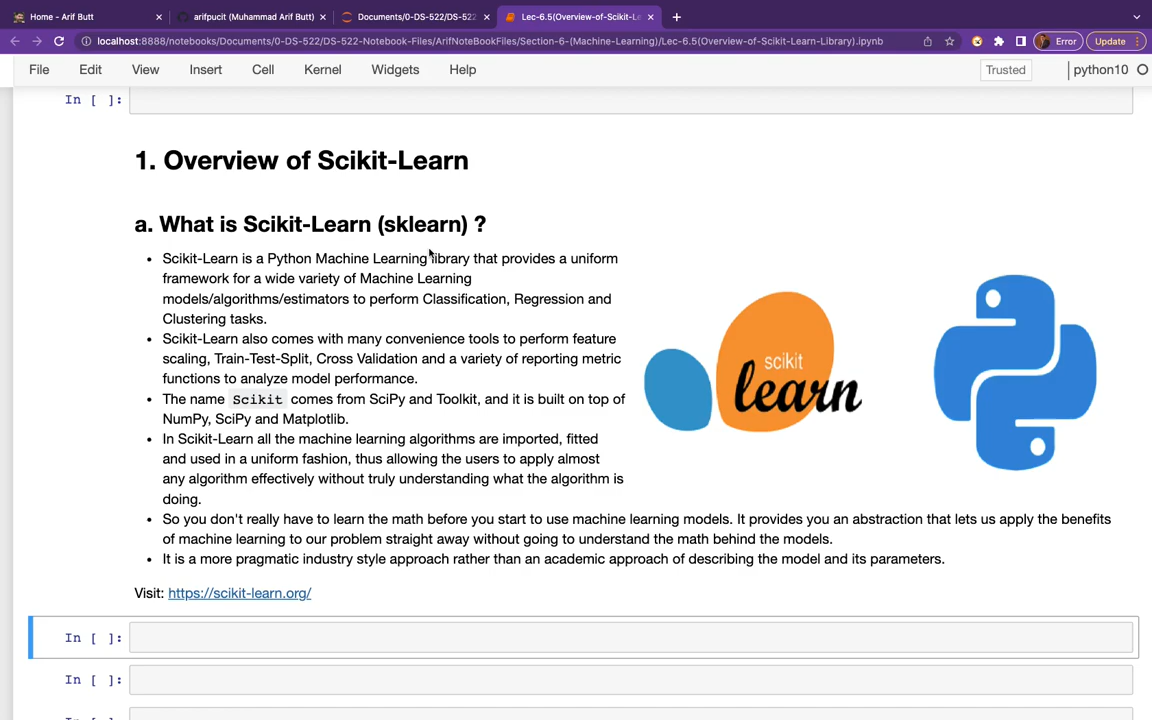 Home - Arif Butt
arifpucit (Muhammad Arif Butt)
Documents/0-DS-522/DS-522
Lec-6.5(Overview-of-Scikit-Le
localhost:8888/notebooks/Documents/0-DS-522/DS-522-Notebook-Files/ArifNoteBookFiles/Section-6-(Machine-Learning)/Lec-6.5(Overview-of-Scikit-Learn-Library).ipynb
Error
Update
File Edit View Insert Cell Kernel Widgets Help
Trusted
python10
In [ ]:
1. Overview of Scikit-Learn
a. What is Scikit-Learn (sklearn) ?
• Scikit-Learn is a Python Machine Learning library that provides a uniform
framework for a wide variety of Machine Learning
models/algorithms/estimators to perform Classification, Regression and
Clustering tasks.
• Scikit-Learn also comes with many convenience tools to perform feature
scaling, Train-Test-Split, Cross Validation and a variety of reporting metric
functions to analyze model performance.
• The name Scikit comes from SciPy and Toolkit, and it is built on top of
NumPy, SciPy and Matplotlib.
• In Scikit-Learn all the machine learning algorithms are imported, fitted
and used in a uniform fashion, thus allowing the users to apply almost
any algorithm effectively without truly understanding what the algorithm is
doing.
scikit
learn
• So you don't really have to learn the math before you start to use machine learning models. It provides you an abstraction that lets us apply the benefits
of machine learning to our problem straight away without going to understand the math behind the models.
• It is a more pragmatic industry style approach rather than an academic approach of describing the model and its parameters.
Visit: https://scikit-learn.org/
In [ ]:
In [ ]: